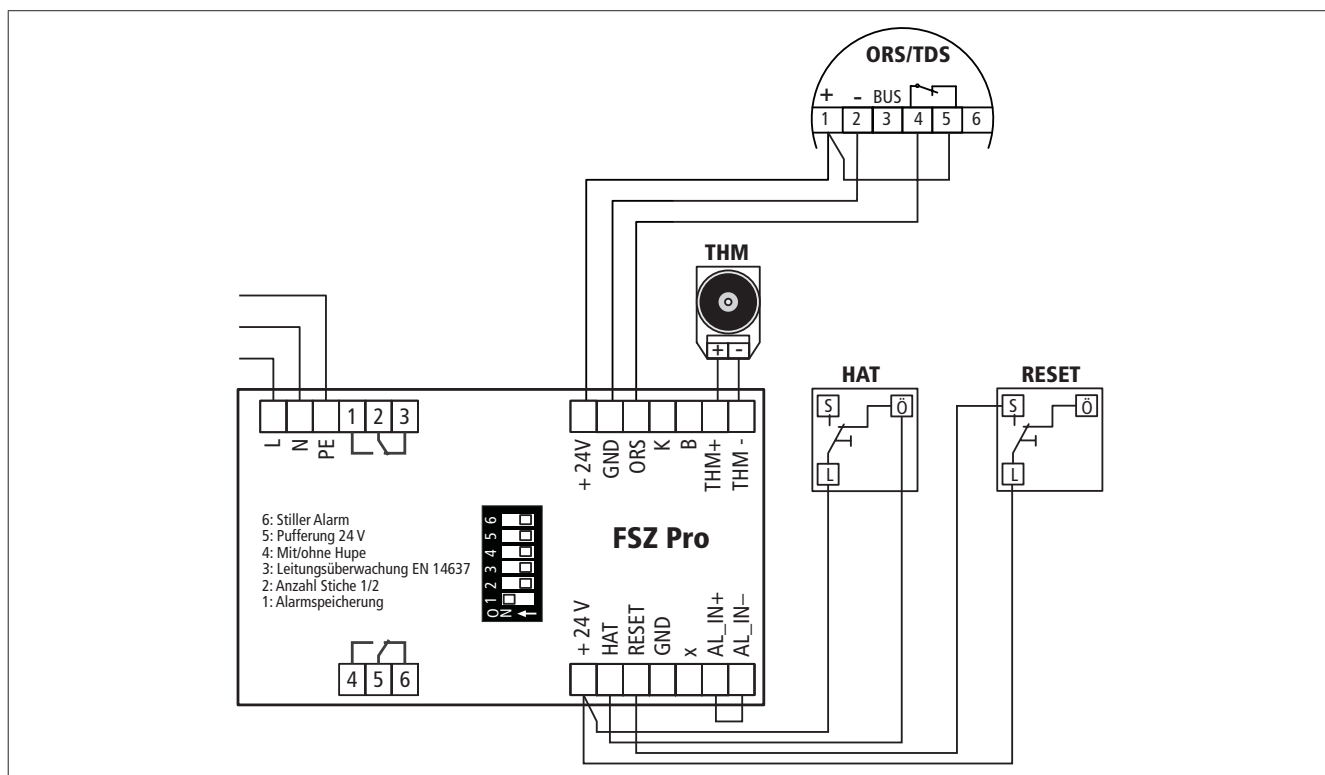 ORS/TDS
+ - BUS
1 2 3 4 5 6
THM
+ -
HAT
S Ö
L
RESET
S Ö
L
L N PE 1 2 3
+ 24V GND ORS K B THM+ THM -
6: Stiller Alarm
5: Pufferung 24 V
4: Mit/ohne Hupe
3: Leitungsüberwachung EN 14637
2: Anzahl Stiche 1/2
1: Alarmspeicherung
1 2 3 4 5 6
ON
FSZ Pro
+ 24 V HAT RESET GND x AL_IN+ AL_IN–
4 5 6